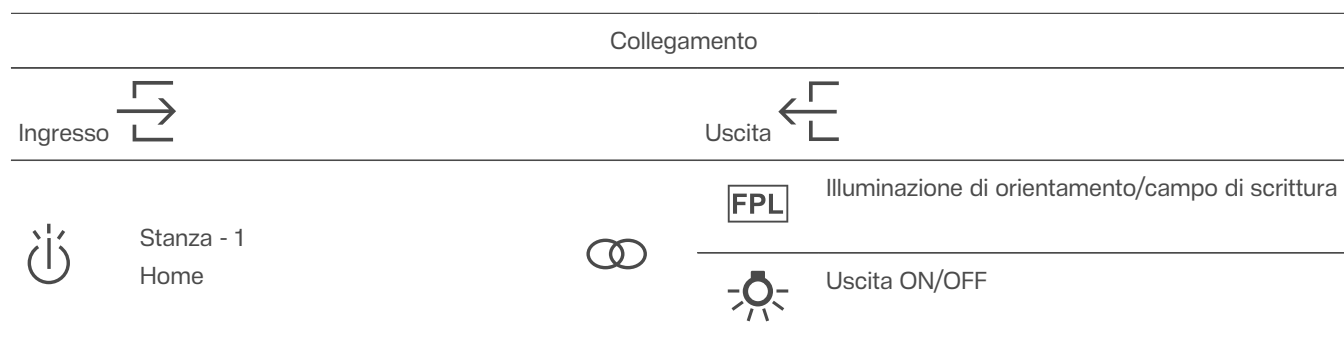 Collegamento
Ingresso
Uscita
Stanza - 1
Home
FPL
Illuminazione di orientamento/campo di scrittura
Uscita ON/OFF